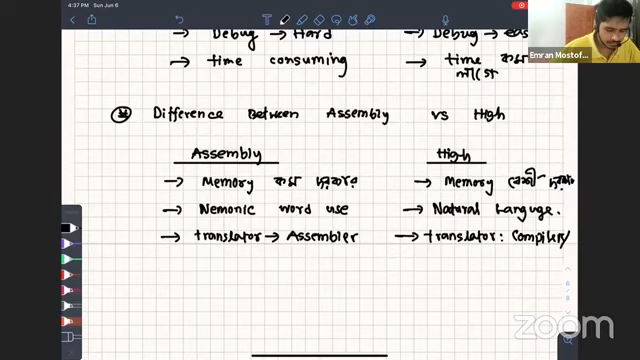 4:37 PM Sun Jun 6
→ Debug → Hard
→ Debug →
→ time consuming
→ time কম
লাগে
Emran Mostof...
Difference Between Assembly vs High
Assembly
High
→ Memory কম দরকার
→ Memory বেশী দরকার
→ Nemonic word use
→ Natural Languge.
→ translator → Assembler
→ translator: Compiler/
zoom